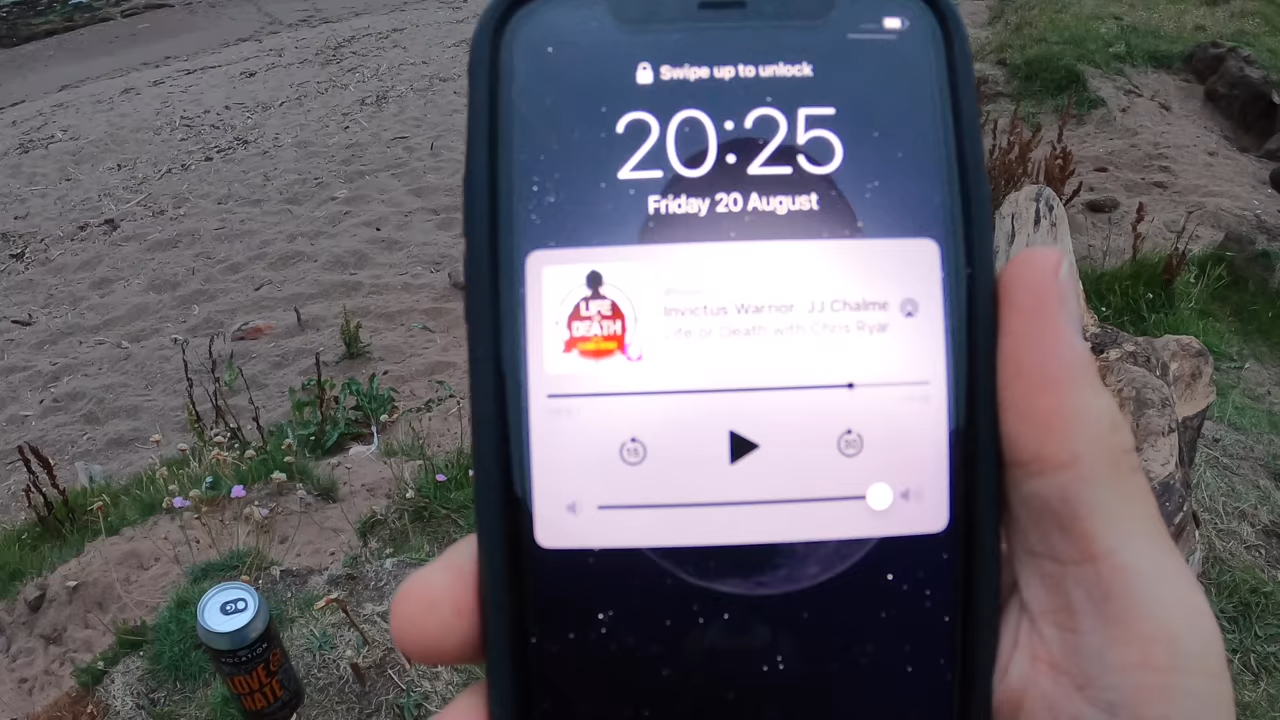 Swipe up to unlock
20:25
Friday 20 August
LIFE
DEATH
Invictus Warrior JJ Chalme
Life or Death with Chris Ryan
15
30
VOCATION
LOVE &
HATE